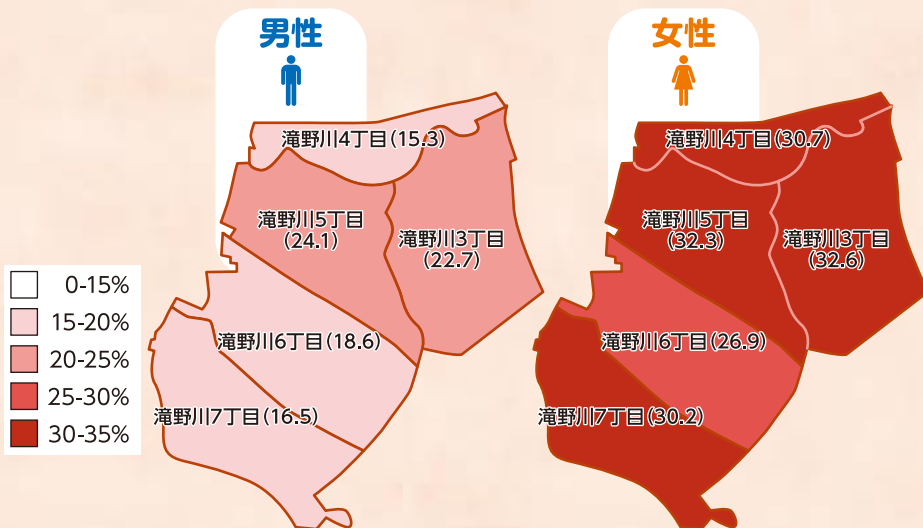 男性
滝野川4丁目(15.3)
滝野川5丁目
(24.1)
滝野川3丁目
(22.7)
滝野川6丁目(18.6)
滝野川7丁目(16.5)
女性
滝野川4丁目(30.7)
滝野川5丁目
(32.3)
滝野川3丁目
(32.6)
滝野川6丁目(26.9)
滝野川7丁目(30.2)
0-15%
15-20%
20-25%
25-30%
30-35%